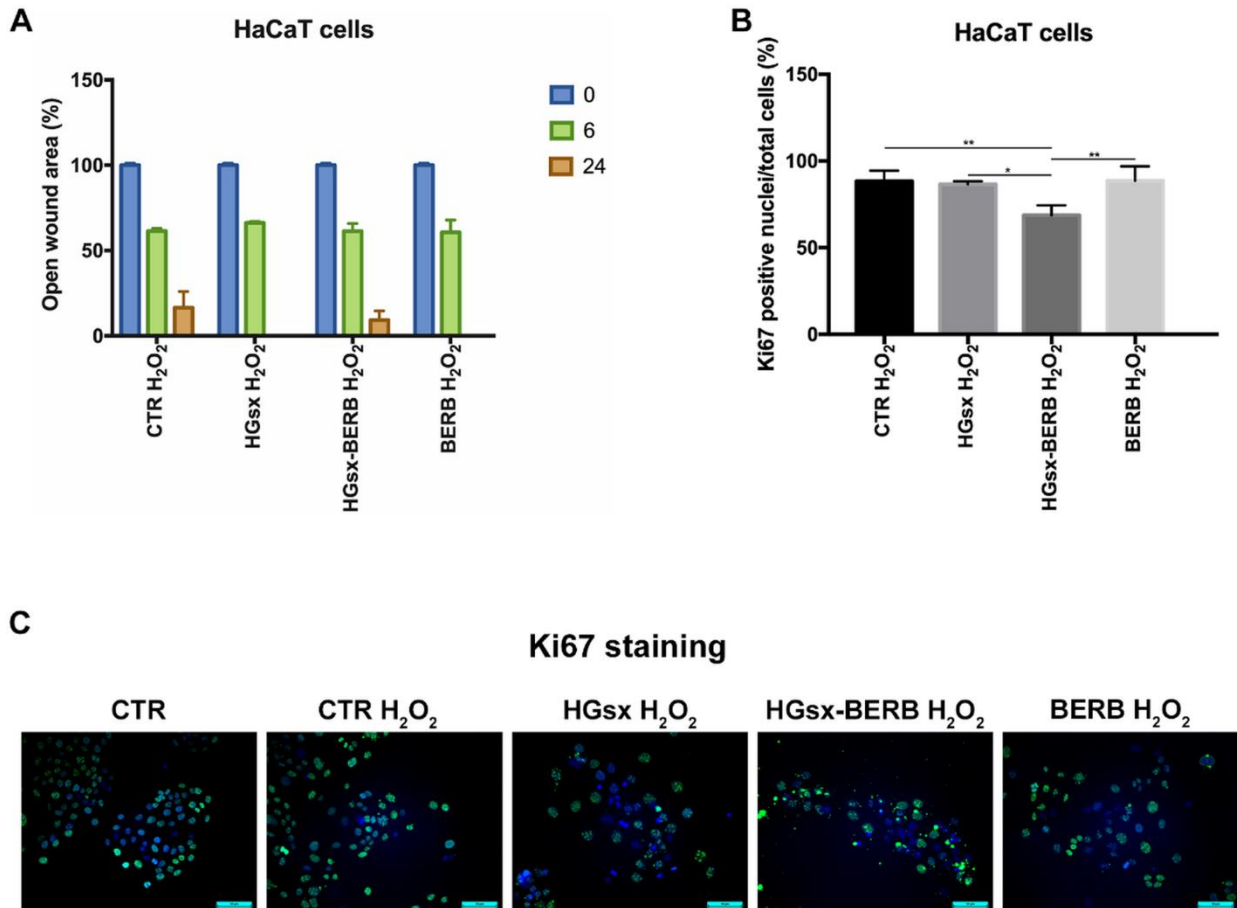 A
HaCaT cells
Open wound area (%)
150
100
50
0
0
6
24
CTR H₂O₂
HGsx H₂O₂
HGsx-BERB H₂O₂
BERB H₂O₂
B
HaCaT cells
Ki67 positive nuclei/total cells (%)
150
100
50
0
**
*
**
CTR H₂O₂
HGsx H₂O₂
HGsx-BERB H₂O₂
BERB H₂O₂
C
Ki67 staining
CTR
CTR H₂O₂
HGsx H₂O₂
HGsx-BERB H₂O₂
BERB H₂O₂